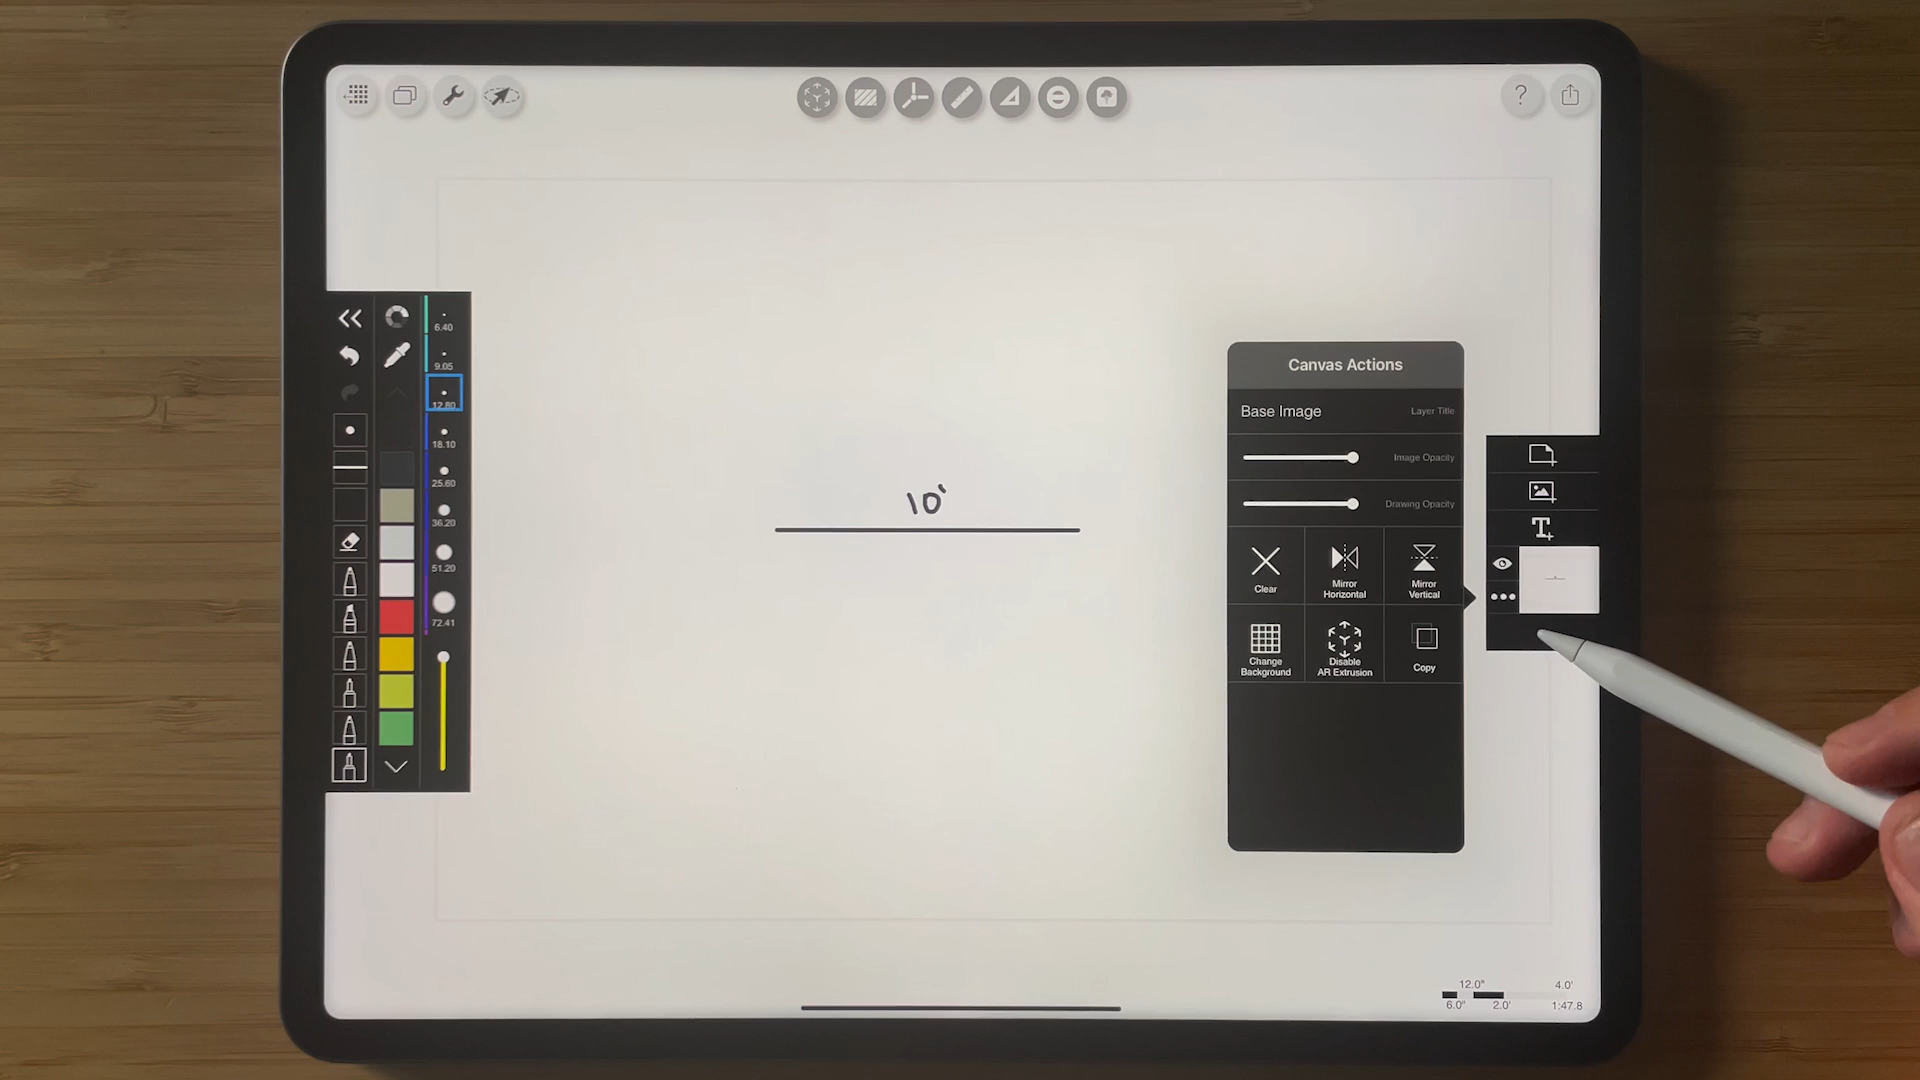 ?
6.40
9.05
12.80
18.10
25.60
36.20
51.20
72.41
10'
Canvas Actions
Base Image Layer Title
Image Opacity
Drawing Opacity
Clear
Mirror Horizontal
Mirror Vertical
Change Background
Disable AR Extrusion
Copy
T
12.0" 4.0'
6.0" 2.0' 1:47.8